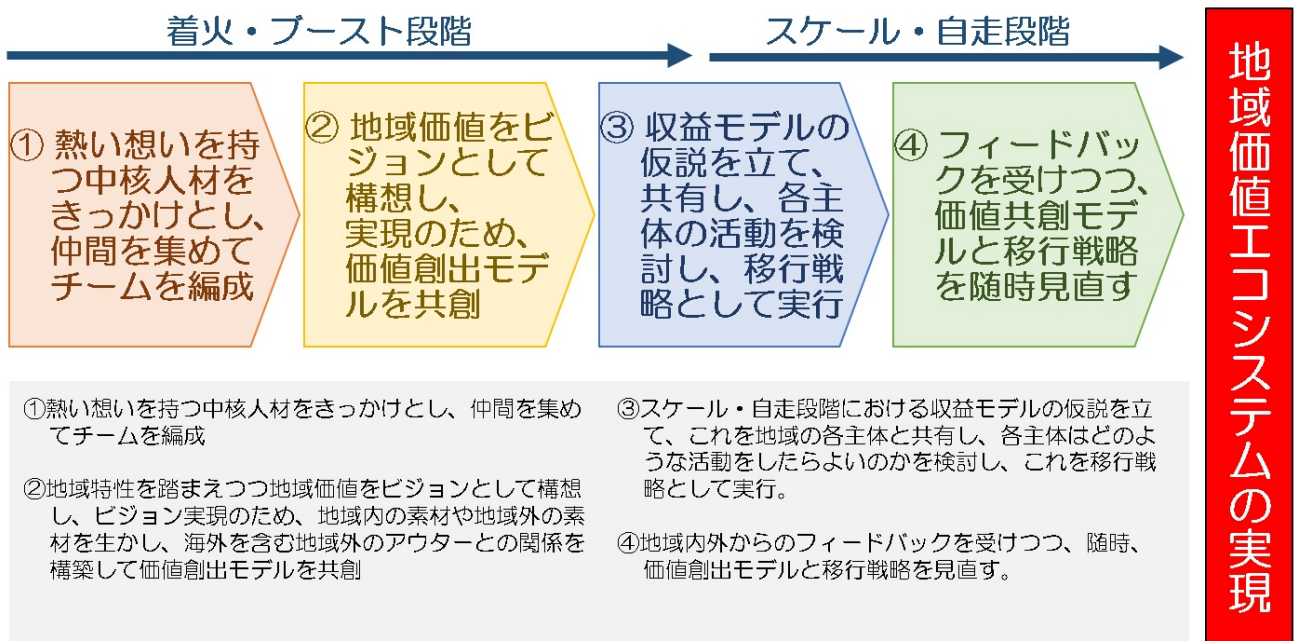 着火・ブースト段階
スケール・自走段階
① 熱い想いを持
つ中核人材を
きっかけとし、
仲間を集めて
チームを編成
② 地域価値をビ
ジョンとして
構想し、
実現のため、
価値創出モデ
ルを共創
③ 収益モデルの
仮説を立て、
共有し、各主
体の活動を検
討し、移行戦
略として実行
④ フィードバッ
クを受けつつ、
価値共創モデ
ルと移行戦略
を随時見直す
地域価値エコシステムの実現
①熱い想いを持つ中核人材をきっかけとし、仲間を集め
てチームを編成
②地域特性を踏まえつつ地域価値をビジョンとして構想
し、ビジョン実現のため、地域内の素材や地域外の素
材を生かし、海外を含む地域外のアウターとの関係を
構築して価値創出モデルを共創
③スケール・自走段階における収益モデルの仮説を立
て、これを地域の各主体と共有し、各主体はどのよ
うな活動をしたらよいのかを検討し、これを移行戦
略として実行。
④地域内外からのフィードバックを受けつつ、随時、
価値創出モデルと移行戦略を見直す。